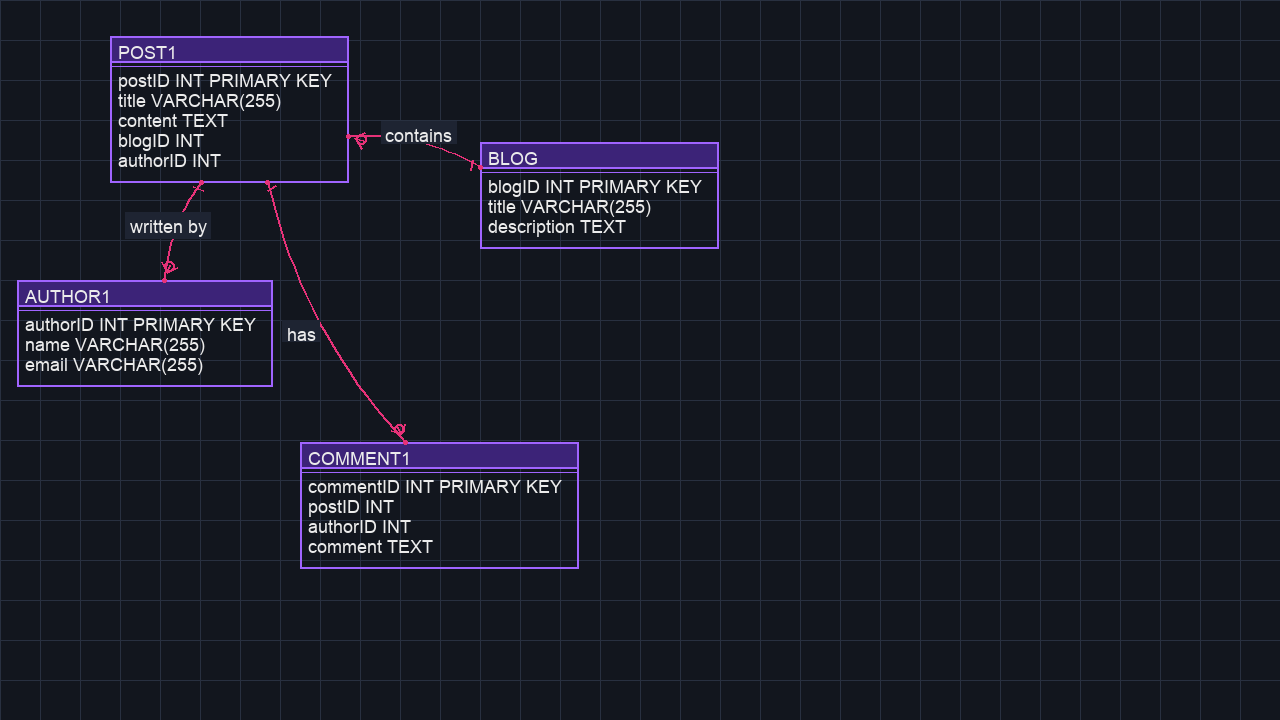 POST1
postID INT PRIMARY KEY
title VARCHAR(255)
content TEXT
blogID INT
authorID INT
contains
BLOG
blogID INT PRIMARY KEY
title VARCHAR(255)
description TEXT
written by
AUTHOR1
authorID INT PRIMARY KEY
name VARCHAR(255)
email VARCHAR(255)
has
COMMENT1
commentID INT PRIMARY KEY
postID INT
authorID INT
comment TEXT